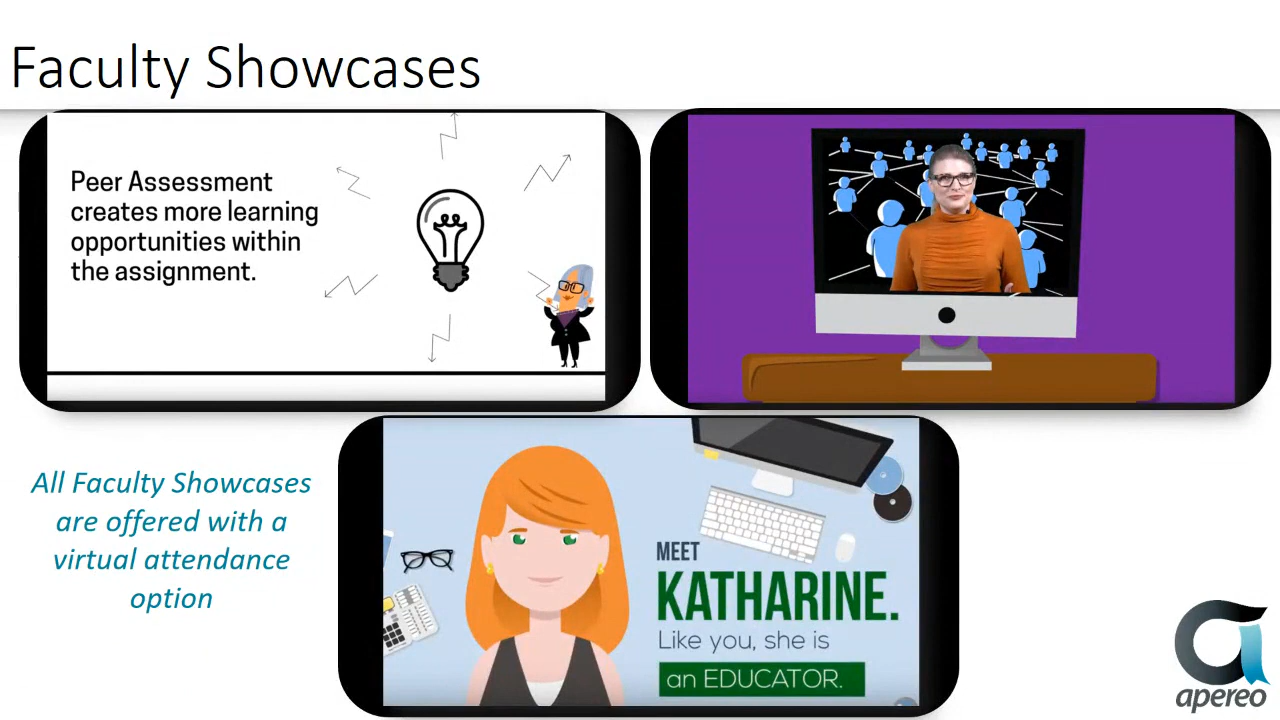 Faculty Showcases
Peer Assessment
creates more learning
opportunities within
the assignment.
All Faculty Showcases
are offered with a
virtual attendance
option
MEET
KATHARINE.
Like you, she is
an EDUCATOR.
apereo